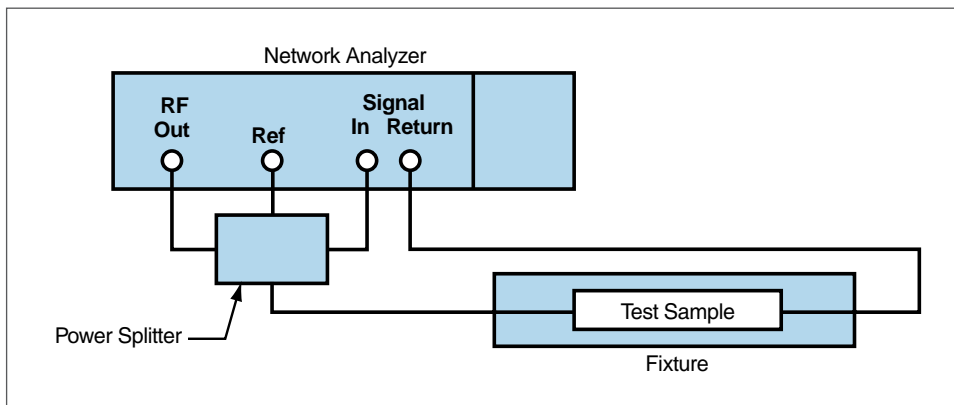 Network Analyzer
RF
Out
Ref
Signal
In Return
Power Splitter
Test Sample
Fixture